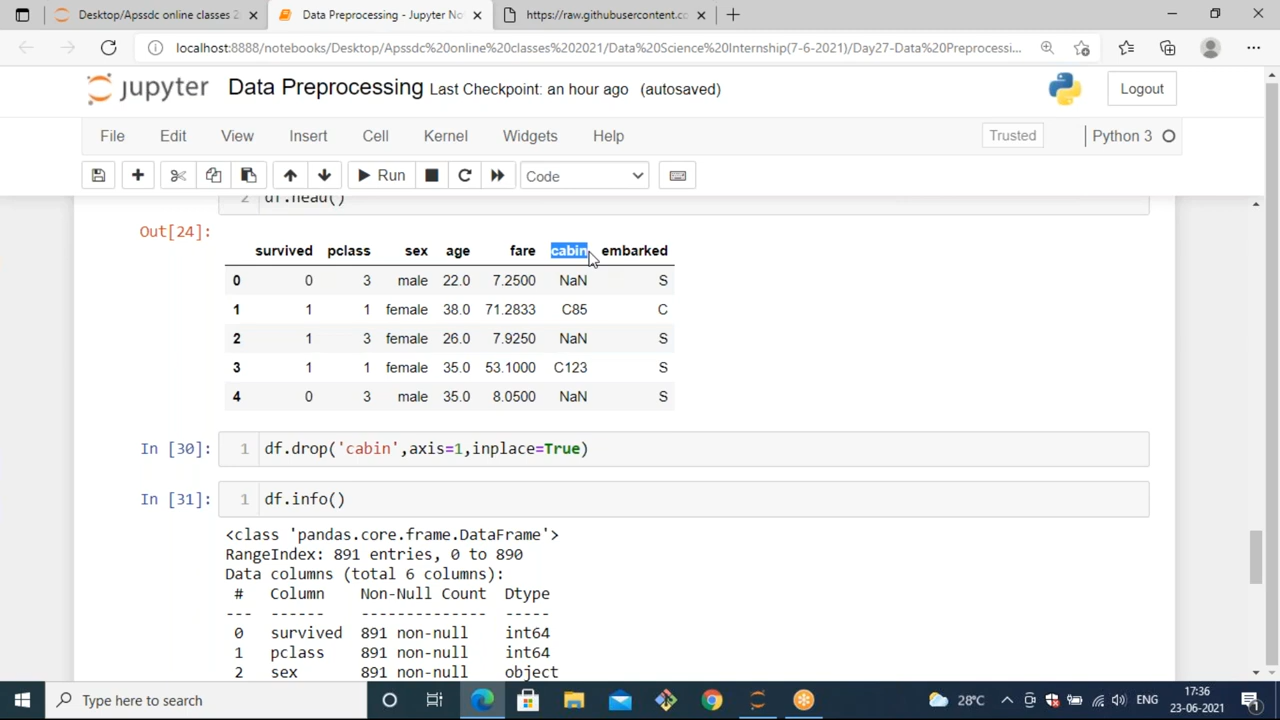 Desktop/Apssdc online classes 2
Data Preprocessing - Jupyter No
https://raw.githubusercontent.cc
localhost:8888/notebooks/Desktop/Apssdc%20online%20classes%202021/Data%20Science%20Internship(7-6-2021)/Day27-Data%20Preprocessi...
jupyter Data Preprocessing Last Checkpoint: an hour ago (autosaved)
Logout
File Edit View Insert Cell Kernel Widgets Help
Trusted Python 3
Run Code
2 df.head()
Out[24]:
survived pclass sex age fare cabin embarked
0 0 3 male 22.0 7.2500 NaN S
1 1 1 female 38.0 71.2833 C85 C
2 1 3 female 26.0 7.9250 NaN S
3 1 1 female 35.0 53.1000 C123 S
4 0 3 male 35.0 8.0500 NaN S
In [30]: 1 df.drop('cabin',axis=1,inplace=True)
In [31]: 1 df.info()
<class 'pandas.core.frame.DataFrame'>
RangeIndex: 891 entries, 0 to 890
Data columns (total 6 columns):
# Column Non-Null Count Dtype
--- ------ -------------- -----
0 survived 891 non-null int64
1 pclass 891 non-null int64
2 sex 891 non-null object
Type here to search
28°C
ENG
17:36
23-06-2021
1